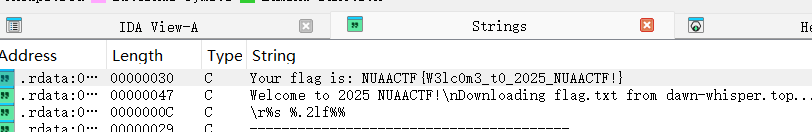 IDA View-A Strings He
Address Length Type String
.rdata:0… 00000030 C Your flag is: NUAACTF{W3lc0m3_t0_2025_NUAACTF!}
.rdata:0… 00000047 C Welcome to 2025 NUAACTF!\nDownloading flag.txt from dawn-whisper.top...
.rdata:0… 0000000C C \r%s %.2lf%%
.rdata:0… 00000029 C ----------------------------------------